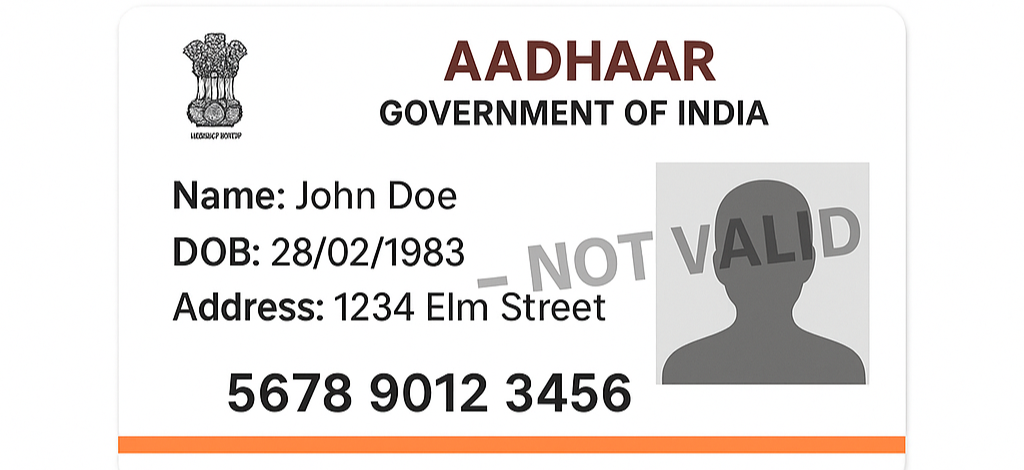 AADHAAR
GOVERNMENT OF INDIA
Name: John Doe
DOB: 28/02/1983
– NOT VALID
Address: 1234 Elm Street
5678 9012 3456